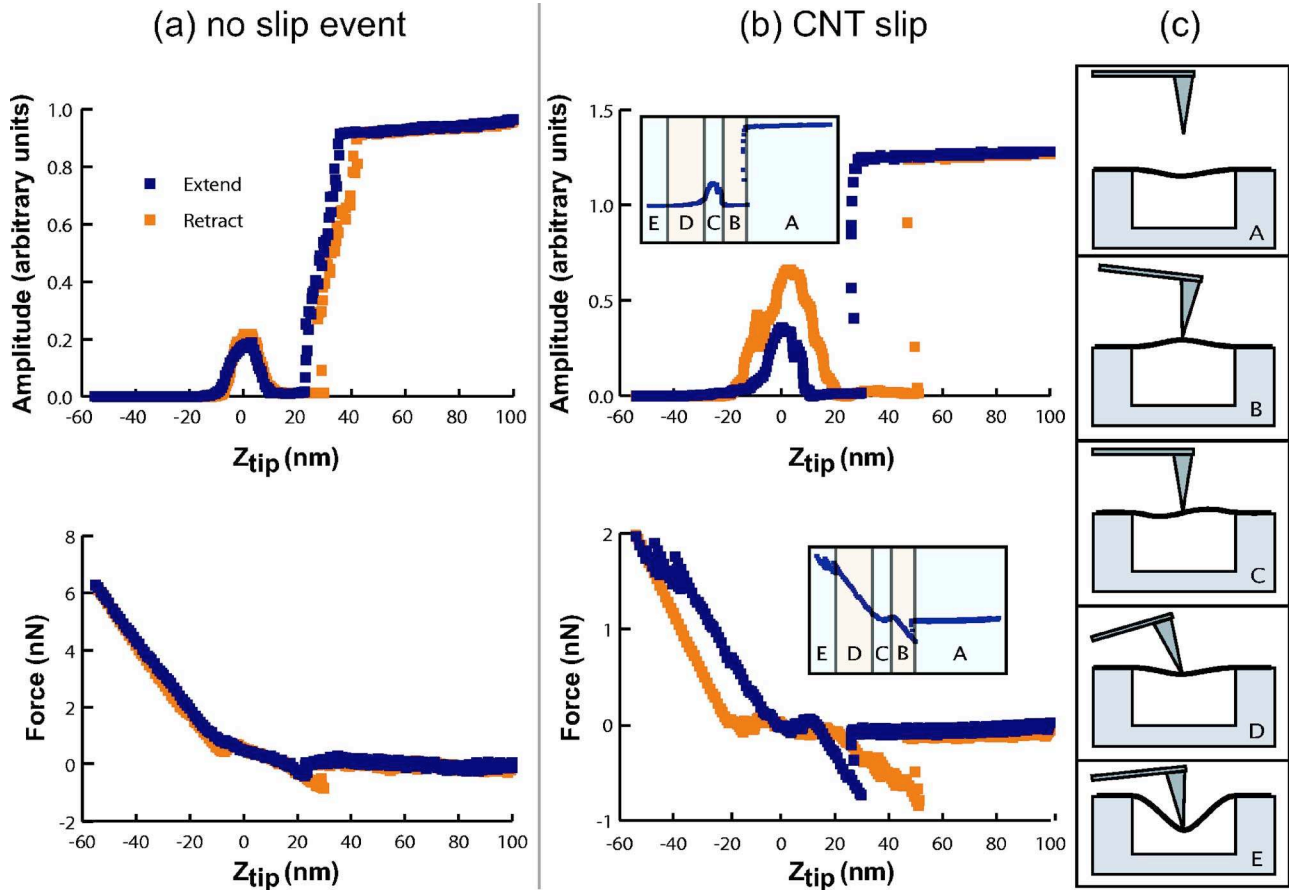 (a) no slip event
(b) CNT slip
(c)
Amplitude (arbitrary units)
1.0
0.8
0.6
0.4
0.2
0.0
Extend
Retract
-60 -40 -20 0 20 40 60 80 100
Ztip (nm)
Force (nN)
8
6
4
2
0
-2
-60 -40 -20 0 20 40 60 80 100
Ztip (nm)
Amplitude (arbitrary units)
1.5
1.0
0.5
0.0
E D C B A
-60 -40 -20 0 20 40 60 80 100
Ztip (nm)
Force (nN)
2
1
0
-1
E D C B A
-60 -40 -20 0 20 40 60 80 100
Ztip (nm)
A
B
C
D
E